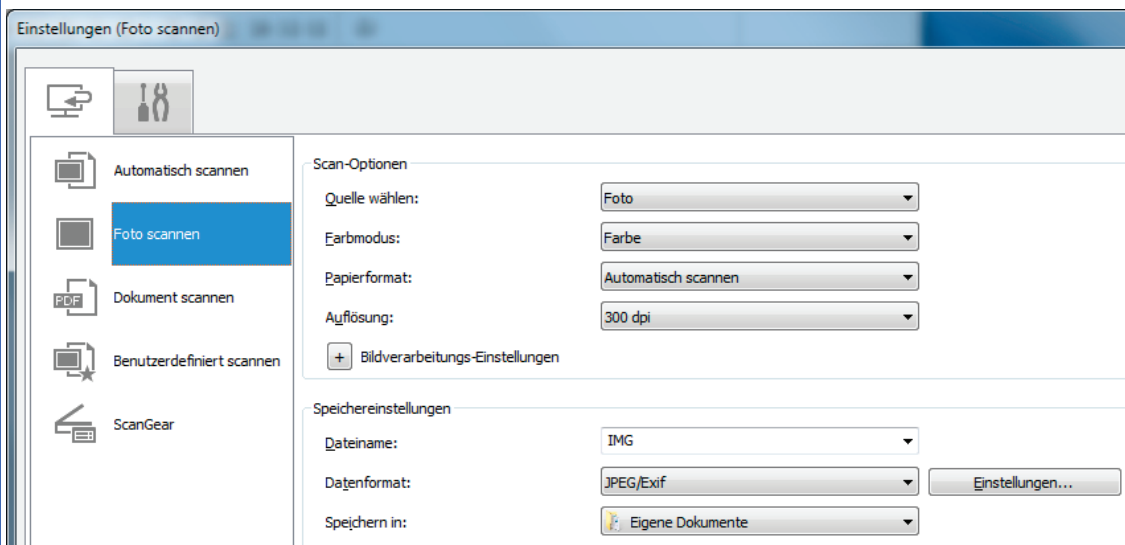 Einstellungen (Foto scannen)
Automatisch scannen
Foto scannen
PDF
Dokument scannen
Benutzerdefiniert scannen
ScanGear
Scan-Optionen
Quelle wählen: Foto
Farbmodus: Farbe
Papierformat: Automatisch scannen
Auflösung: 300 dpi
+ Bildverarbeitungs-Einstellungen
Speichereinstellungen
Dateiname: IMG
Datenformat: JPEG/Exif Einstellungen...
Speichern in: Eigene Dokumente